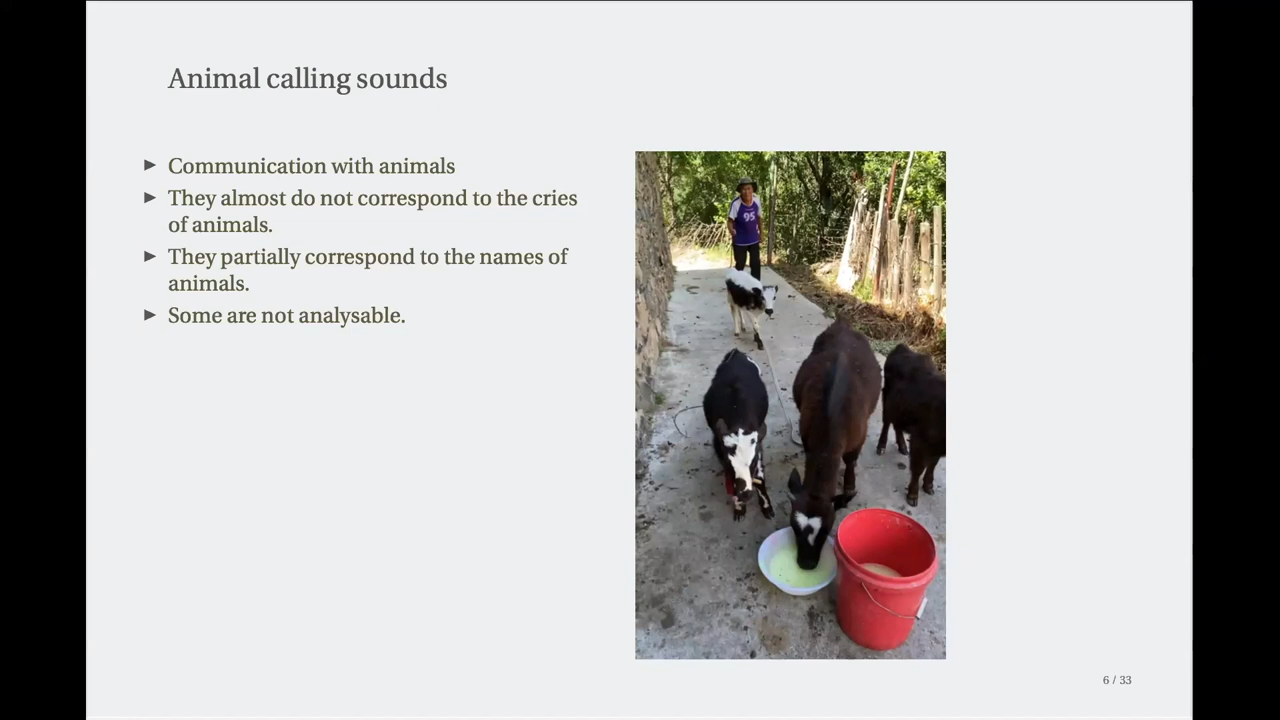 Animal calling sounds
► Communication with animals
► They almost do not correspond to the cries
of animals.
► They partially correspond to the names of
animals.
► Some are not analysable.
95
6 / 33